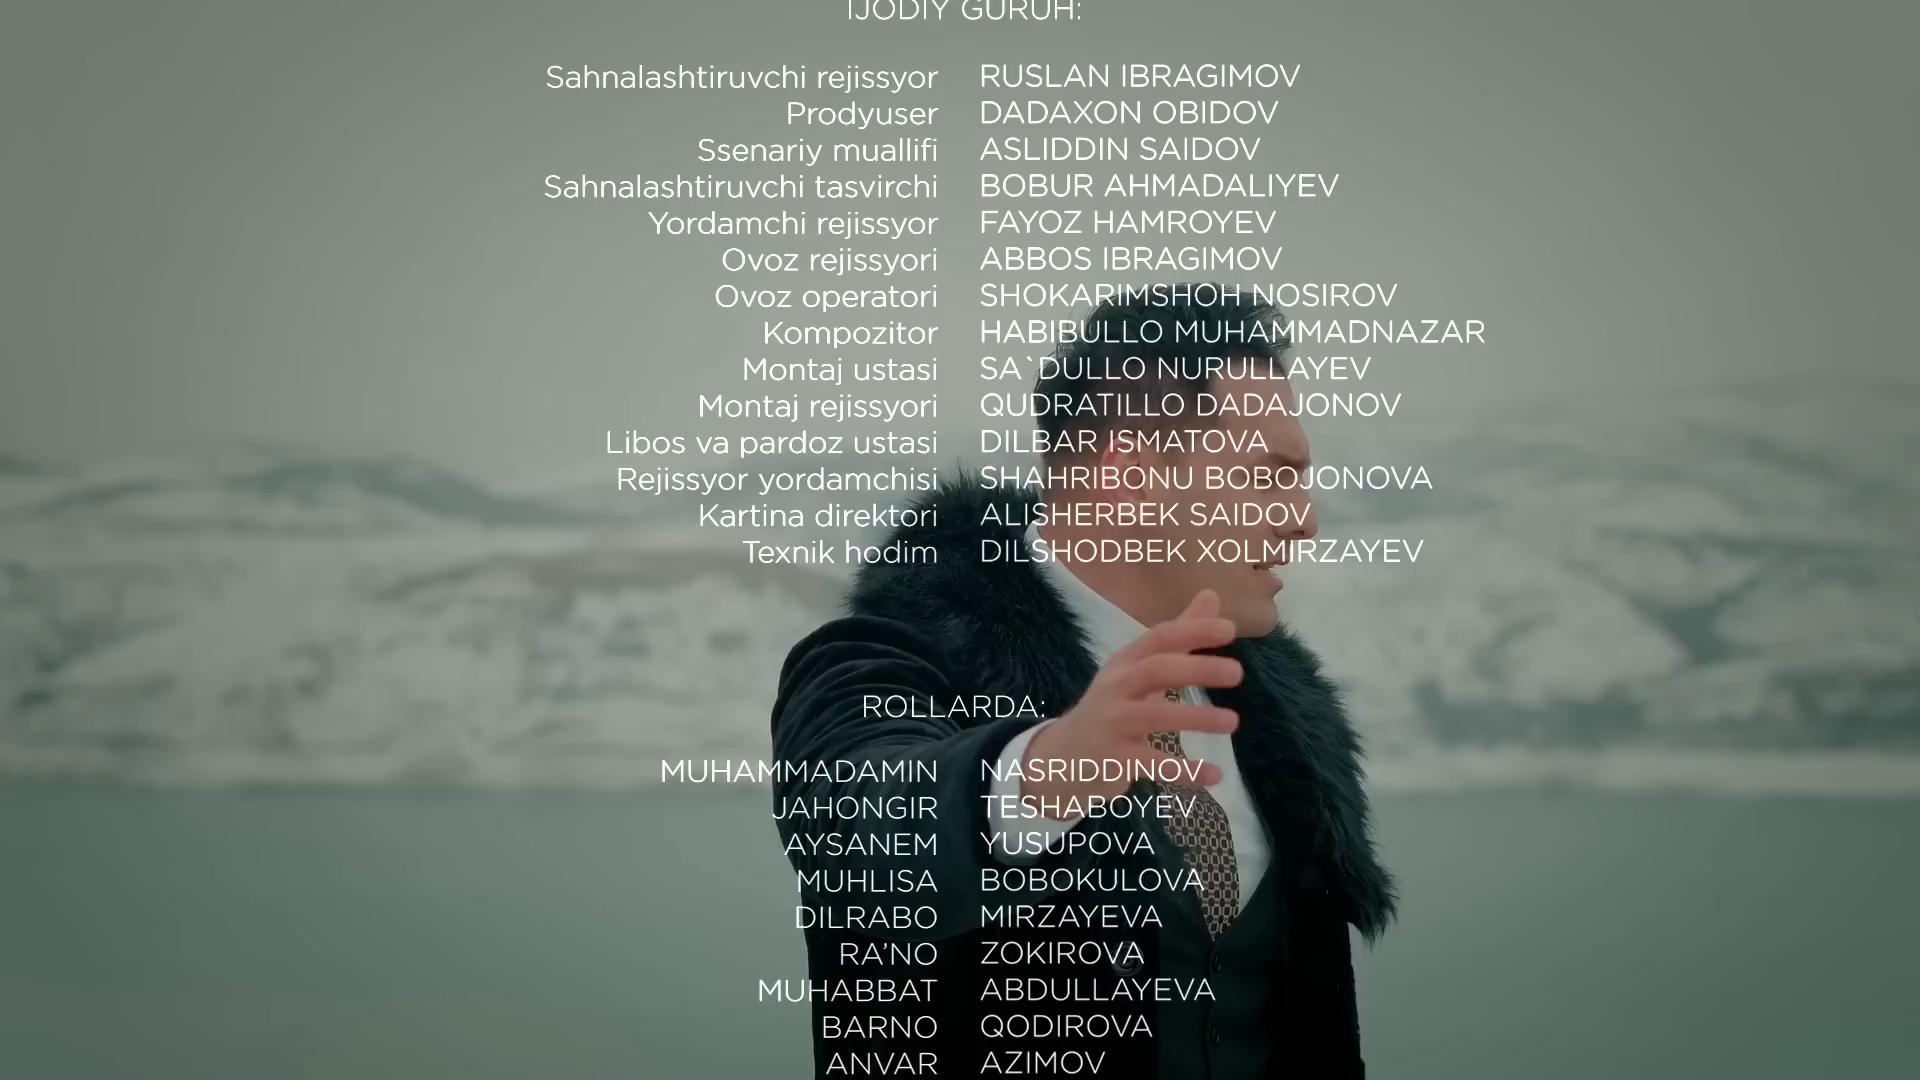 IJODIY GURUH:
Sahnalashtiruvchi rejissyor RUSLAN IBRAGIMOV
Prodyuser DADAXON OBIDOV
Ssenariy muallifi ASLIDDIN SAIDOV
Sahnalashtiruvchi tasvirchi BOBUR AHMADALIYEV
Yordamchi rejissyor FAYOZ HAMROYEV
Ovoz rejissyori ABBOS IBRAGIMOV
Ovoz operatori SHOKARIMSHOH NOSIROV
Kompozitor HABIBULLO MUHAMMADNAZAR
Montaj ustasi SA`DULLO NURULLAYEV
Montaj rejissyori QUDRATILLO DADAJONOV
Libos va pardoz ustasi DILBAR ISMATOVA
Rejissyor yordamchisi SHAHRIBONU BOBOJONOVA
Kartina direktori ALISHERBEK SAIDOV
Texnik hodim DILSHODBEK XOLMIRZAYEV
ROLLARDA:
MUHAMMADAMIN NASRIDDINOV
JAHONGIR TESHABOYEV
AYSANEM YUSUPOVA
MUHLISA BOBOKULOVA
DILRABO MIRZAYEVA
RA’NO ZOKIROVA
MUHABBAT ABDULLAYEVA
BARNO QODIROVA
ANVAR AZIMOV